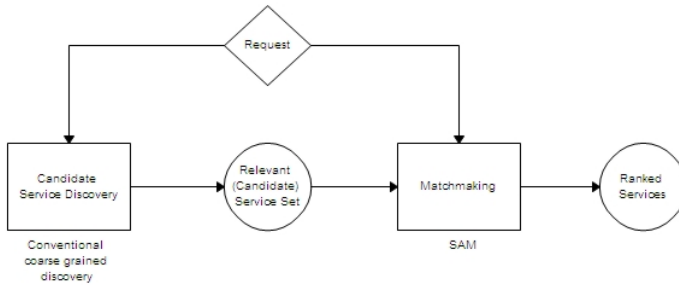 Request
Candidate
Service Discovery
Relevant
(Candidate)
Service Set
Matchmaking
Ranked
Services
Conventional
coarse grained
discovery
SAM